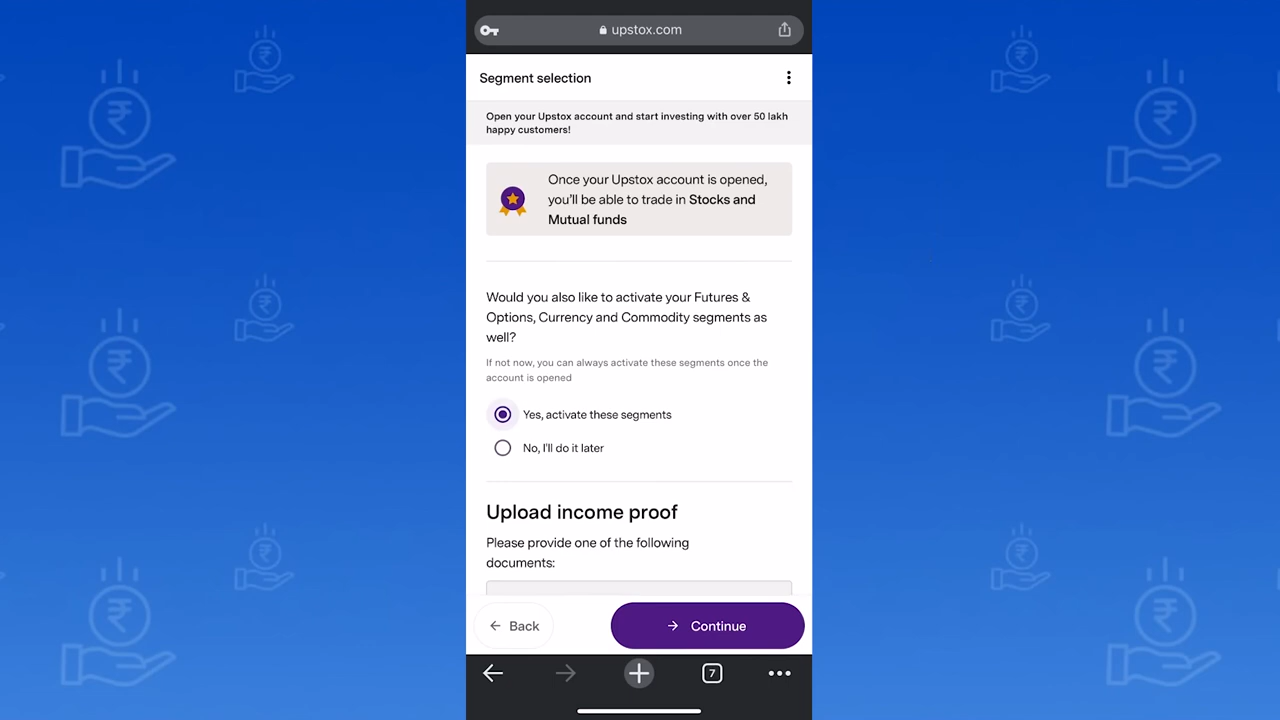 upstox.com
Segment selection
Open your Upstox account and start investing with over 50 lakh
happy customers!
Once your Upstox account is opened,
you'll be able to trade in Stocks and
Mutual funds
Would you also like to activate your Futures &
Options, Currency and Commodity segments as
well?
If not now, you can always activate these segments once the
account is opened
Yes, activate these segments
No, I'll do it later
Upload income proof
Please provide one of the following
documents:
Back
Continue
7